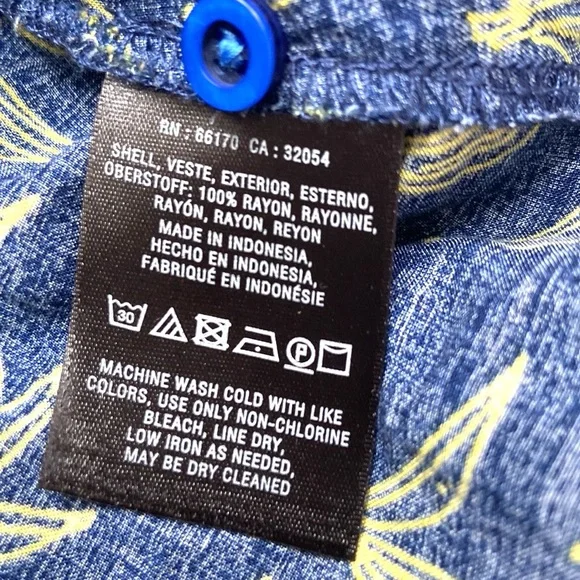 RN : 66170 CA : 32054
SHELL, VESTE, EXTERIOR, ESTERNO,
OBERSTOFF: 100% RAYON, RAYONNE,
RAYÓN, RAYON, REYON
MADE IN INDONESIA,
HECHO EN INDONESIA,
FABRIQUÉ EN INDONÉSIE
30
P
MACHINE WASH COLD WITH LIKE
COLORS, USE ONLY NON-CHLORINE
BLEACH, LINE DRY,
LOW IRON AS NEEDED,
MAY BE DRY CLEANED